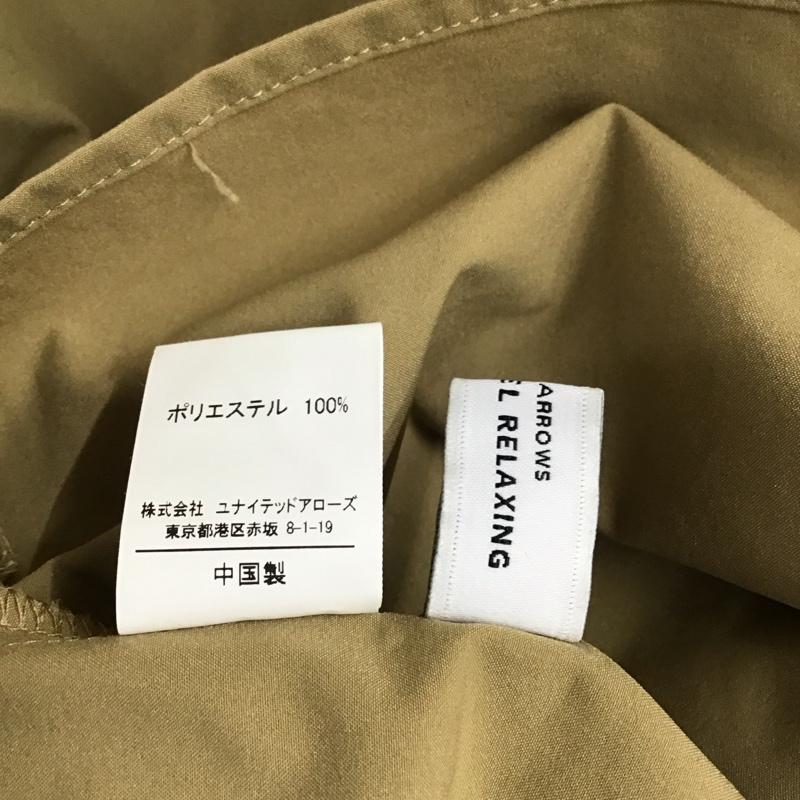 ポリエステル 100%
株式会社 ユナイテッドアローズ
東京都港区赤坂 8-1-19
中国製
ARROWS
RELAXING